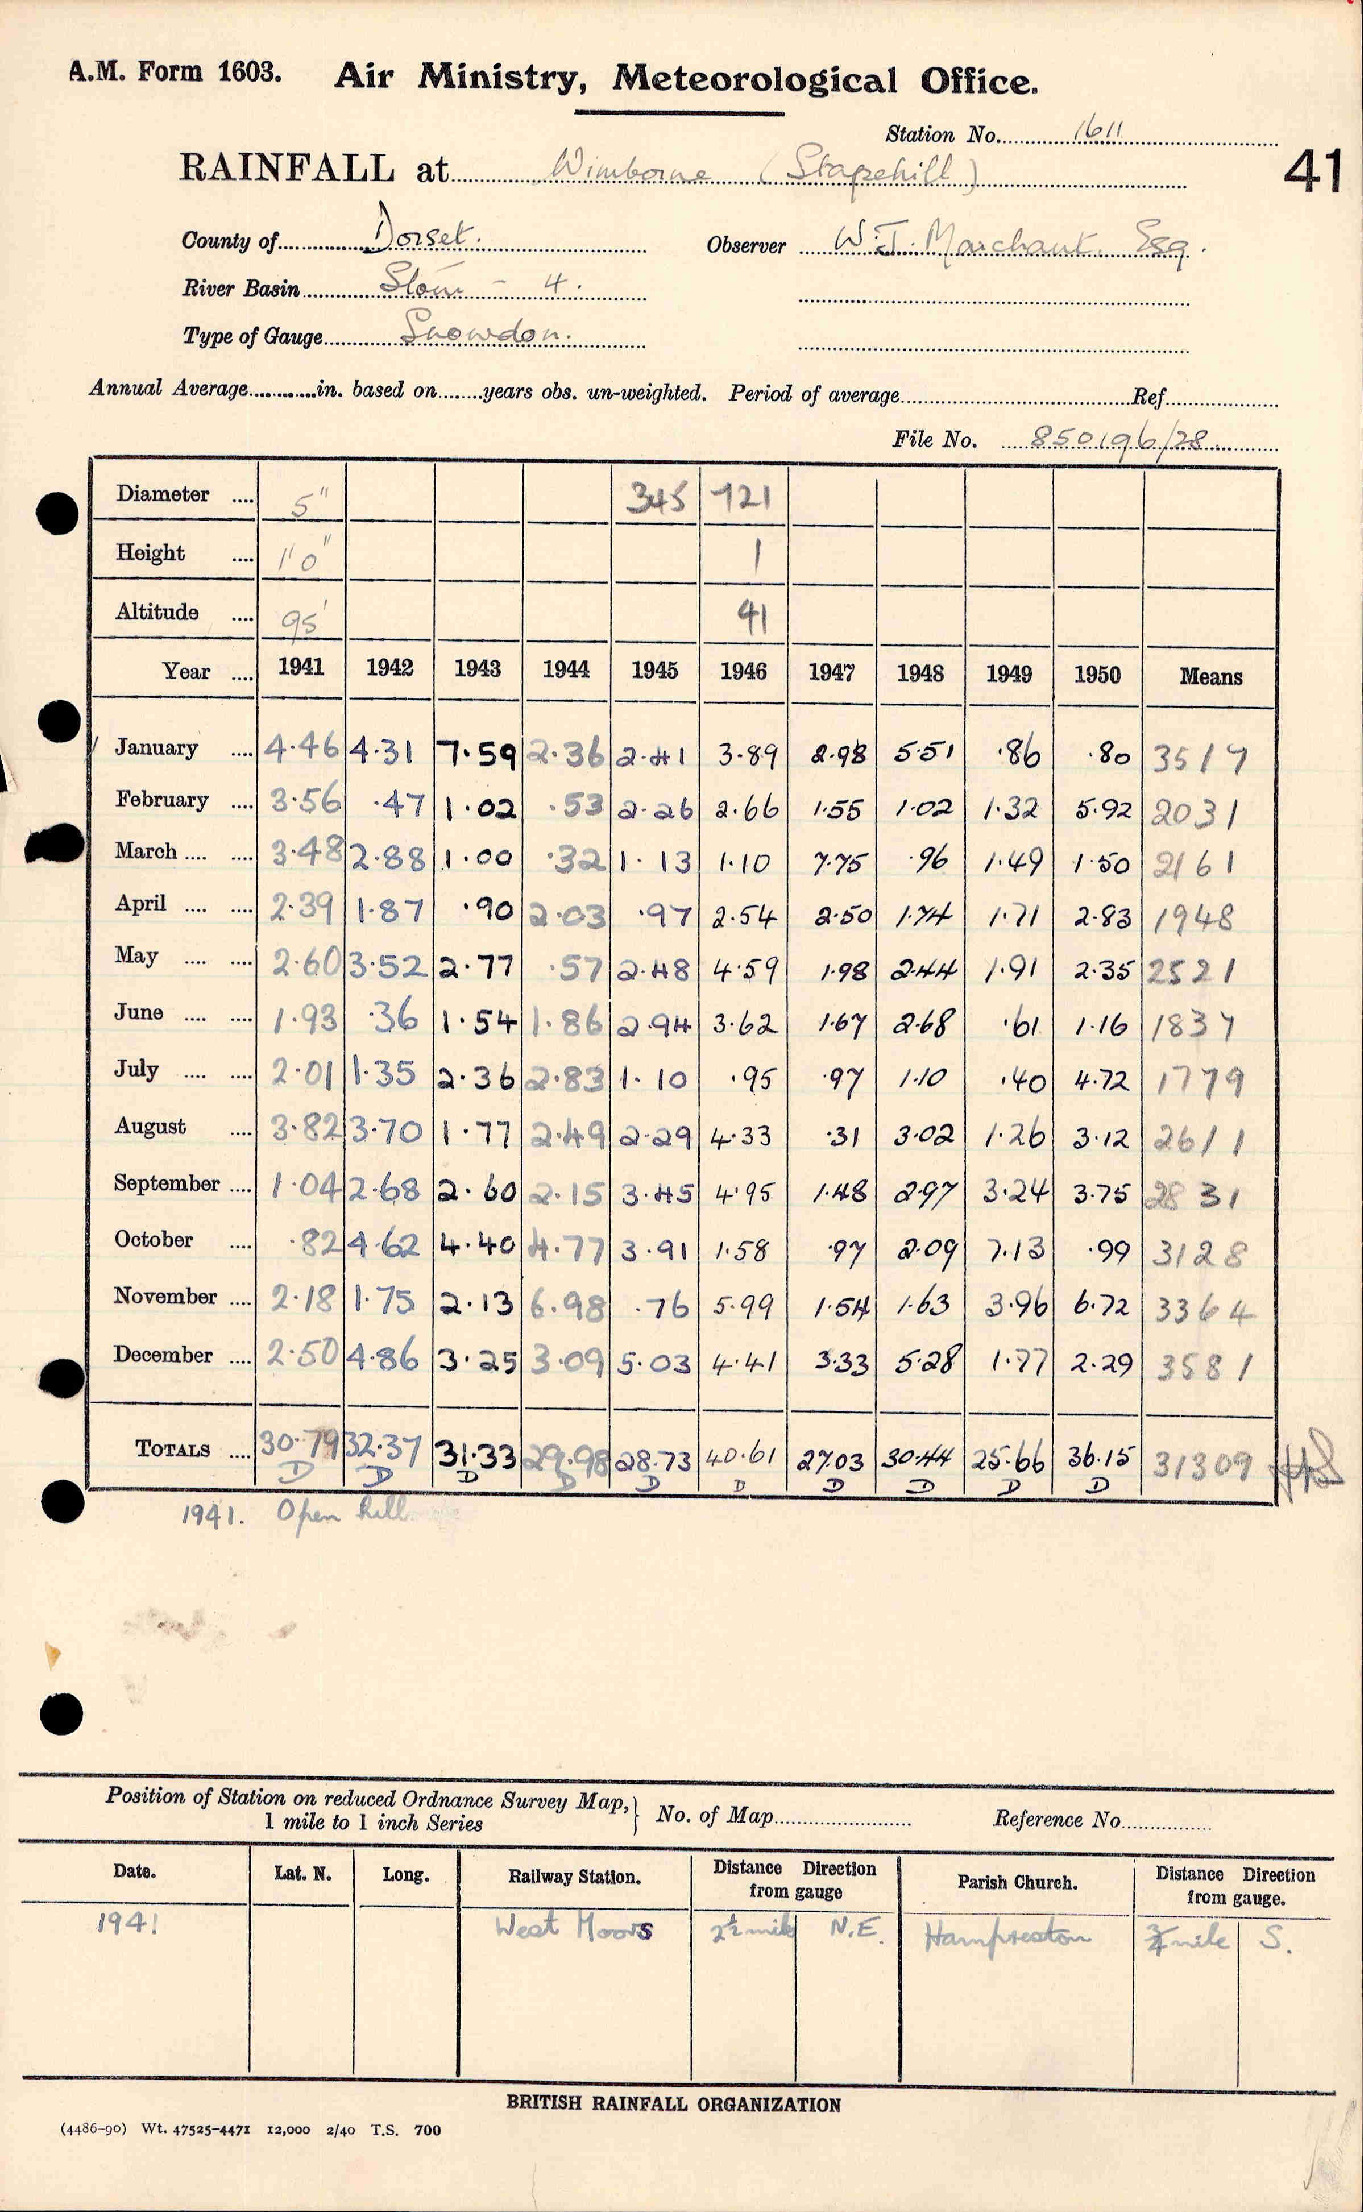 A.M. Form 1603. Air Ministry, Meteorological Office.
Station No. 1611
RAINFALL at Wimborne (Stapehill) 41
County of Dorset. Observer W. J. Marchant. Esq.
River Basin Stour - 4.
Type of Gauge Snowdon.
Annual Average in. based on years obs. un-weighted. Period of average Ref
File No. 850196/28
Diameter 5" 345 721
Height 1'0" 1
Altitude 95' 41
Year 1941 1942 1943 1944 1945 1946 1947 1948 1949 1950 Means
January 4.46 4.31 7.59 2.36 2.41 3.89 2.98 5.51 .86 .80 3517
February 3.56 .47 1.02 .53 2.26 2.66 1.55 1.02 1.32 5.92 2031
March 3.48 2.88 1.00 .32 1.13 1.10 7.75 .96 1.49 1.50 2161
April 2.39 1.87 .90 2.03 .97 2.54 2.50 1.74 1.71 2.83 1948
May 2.60 3.52 2.77 .57 2.48 4.59 1.98 2.44 1.91 2.35 2521
June 1.93 .36 1.54 1.86 2.94 3.62 1.67 2.68 .61 1.16 1837
July 2.01 1.35 2.36 2.83 1.10 .95 .97 1.10 .40 4.72 1779
August 3.82 3.70 1.77 2.49 2.29 4.33 .31 3.02 1.26 3.12 2611
September 1.04 2.68 2.60 2.15 3.45 4.95 1.48 2.97 3.24 3.75 2831
October .82 4.62 4.40 4.77 3.91 1.58 .97 2.09 7.13 .99 3128
November 2.18 1.75 2.13 6.98 .76 5.99 1.54 1.63 3.96 6.72 3364
December 2.50 4.86 3.25 3.09 5.03 4.41 3.33 5.28 1.77 2.29 3581
TOTALS 30.79 32.37 31.33 29.98 28.73 40.61 27.03 30.44 25.66 36.15 31309
D D D D D D D D D D
1941. Open hill
Position of Station on reduced Ordnance Survey Map, 1 mile to 1 inch Series } No. of Map Reference No.
Date. Lat. N. Long. Railway Station. Distance Direction from gauge Parish Church. Distance Direction from gauge.
1941 West Moors 2½ mile N.E. Hampreston ¾ mile S.
BRITISH RAINFALL ORGANIZATION
(4486-90) Wt. 47525-4471 12,000 2/40 T.S. 700